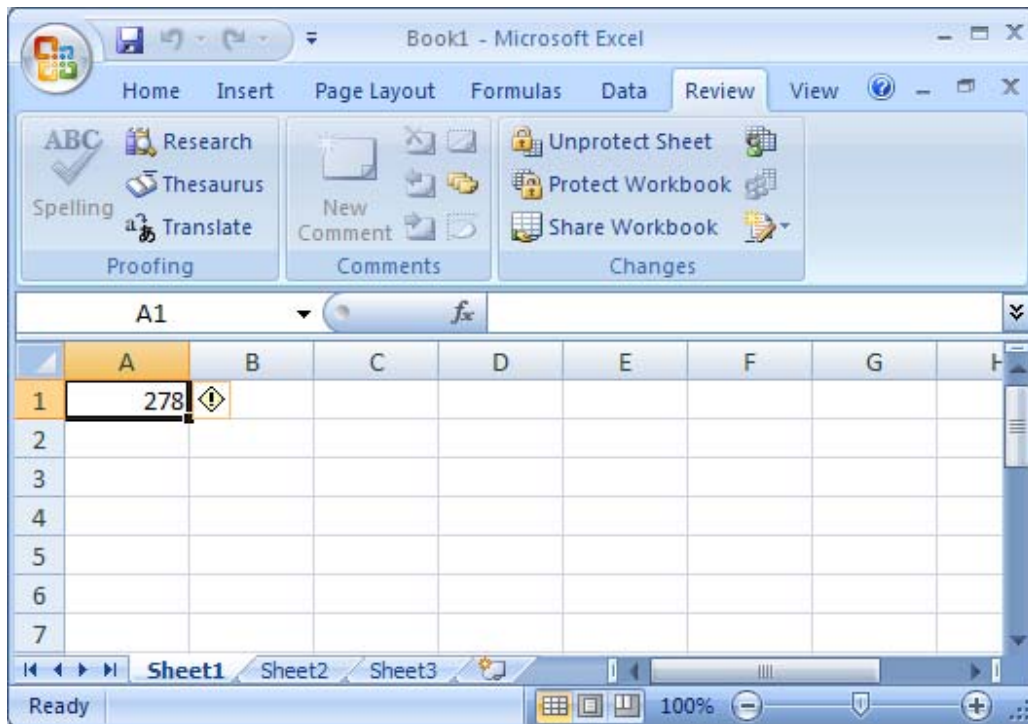 Book1 - Microsoft Excel
Home Insert Page Layout Formulas Data Review View
ABC Research Unprotect Sheet
Thesaurus Protect Workbook
Spelling New Comment
aあ Translate Share Workbook
Proofing Comments Changes
A1 fx
A B C D E F G H
1 278
2
3
4
5
6
7
Sheet1 Sheet2 Sheet3
Ready 100%